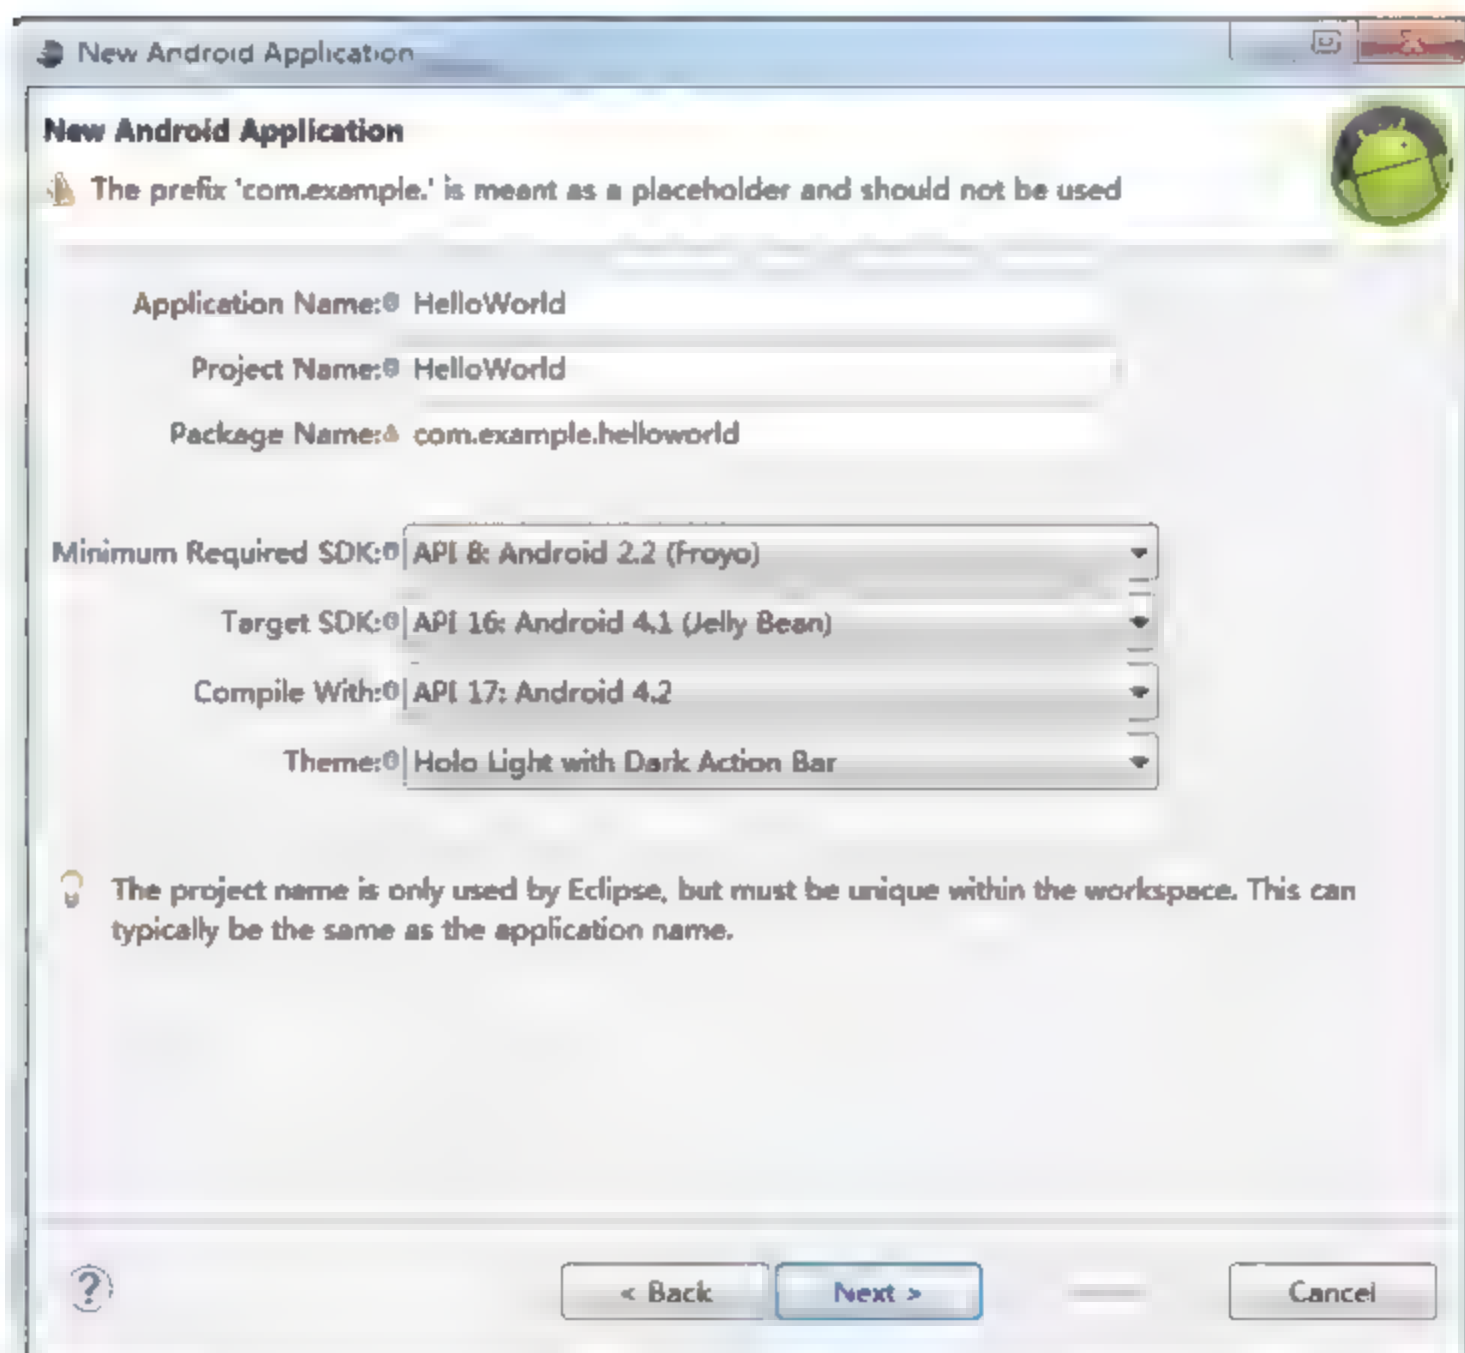 New Android Application
New Android Application
The prefix 'com.example.' is meant as a placeholder and should not be used
Application Name: HelloWorld
Project Name: HelloWorld
Package Name: com.example.helloworld
Minimum Required SDK: API 8: Android 2.2 (Froyo)
Target SDK: API 16: Android 4.1 (Jelly Bean)
Compile With: API 17: Android 4.2
Theme: Holo Light with Dark Action Bar
The project name is only used by Eclipse, but must be unique within the workspace. This can
typically be the same as the application name.
? < Back Next > Cancel